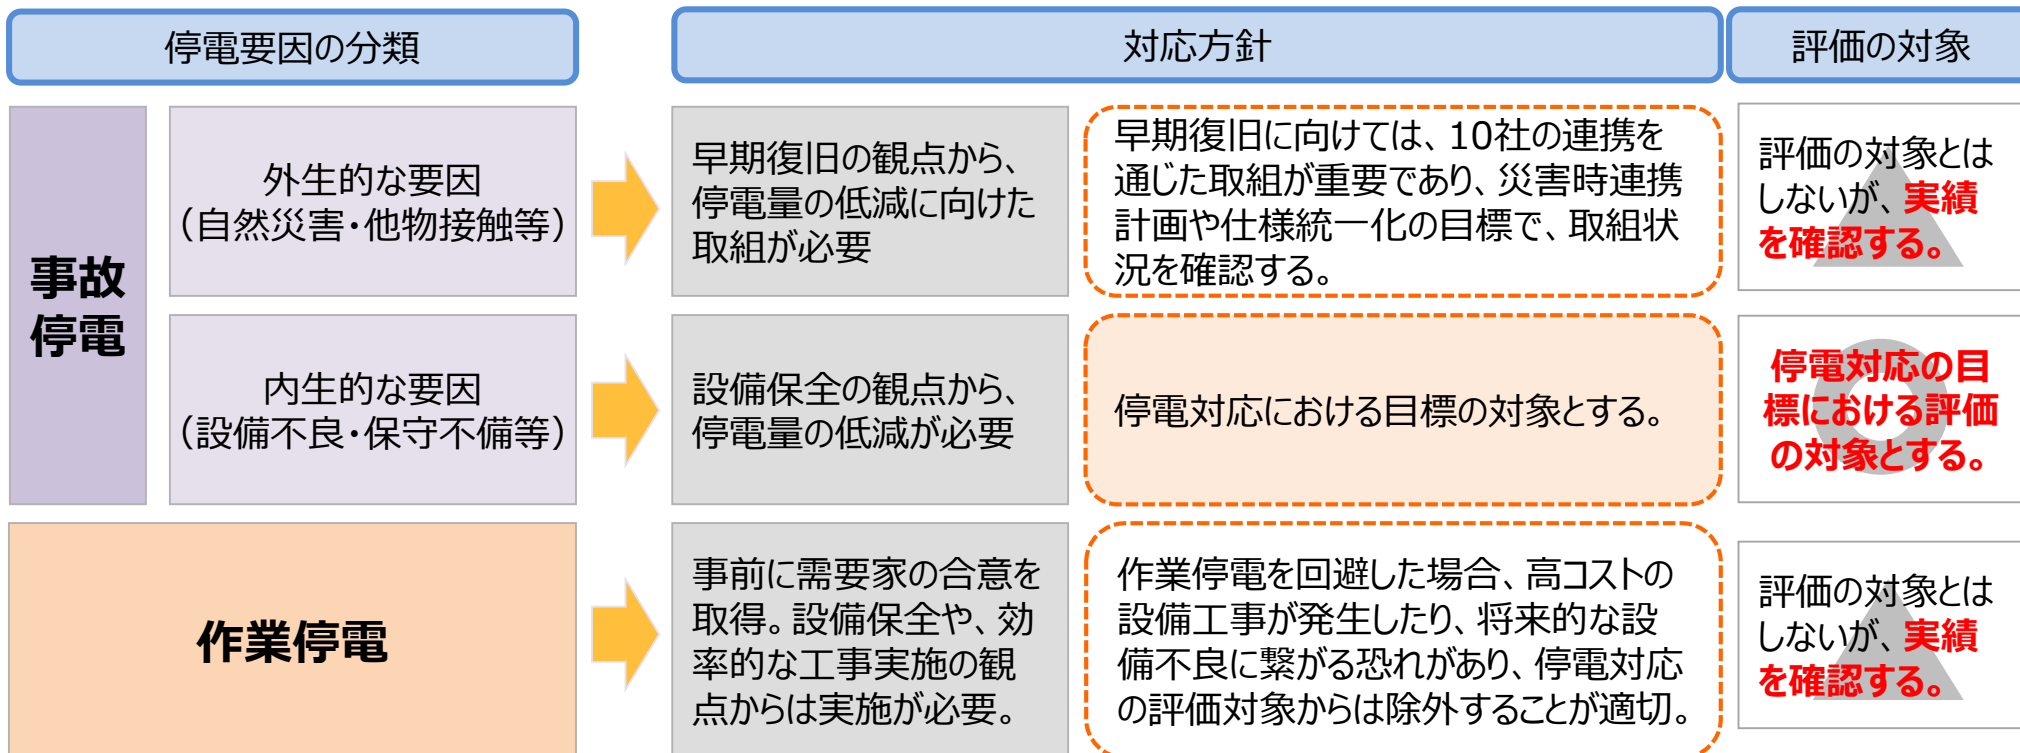 停電要因の分類
対応方針
評価の対象
事故
停電
外生的な要因
（自然災害・他物接触等）
早期復旧の観点から、
停電量の低減に向けた
取組が必要
早期復旧に向けては、10社の連携を
通じた取組が重要であり、災害時連携
計画や仕様統一化の目標で、取組状
況を確認する。
評価の対象とは
しないが、実績
を確認する。
内生的な要因
（設備不良・保守不備等）
設備保全の観点から、
停電量の低減が必要
停電対応における目標の対象とする。
停電対応の目
標における評価
の対象とする。
作業停電
事前に需要家の合意を
取得。設備保全や、効
率的な工事実施の観
点からは実施が必要。
作業停電を回避した場合、高コストの
設備工事が発生したり、将来的な設
備不良に繋がる恐れがあり、停電対応
の評価対象からは除外することが適切。
評価の対象とは
しないが、実績
を確認する。